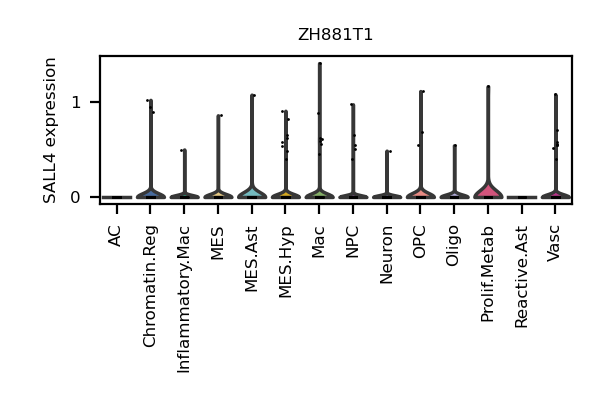 ZH881T1
SALL4 expression
1
0
AC
Chromatin.Reg
Inflammatory.Mac
MES
MES.Ast
MES.Hyp
Mac
NPC
Neuron
OPC
Oligo
Prolif.Metab
Reactive.Ast
Vasc